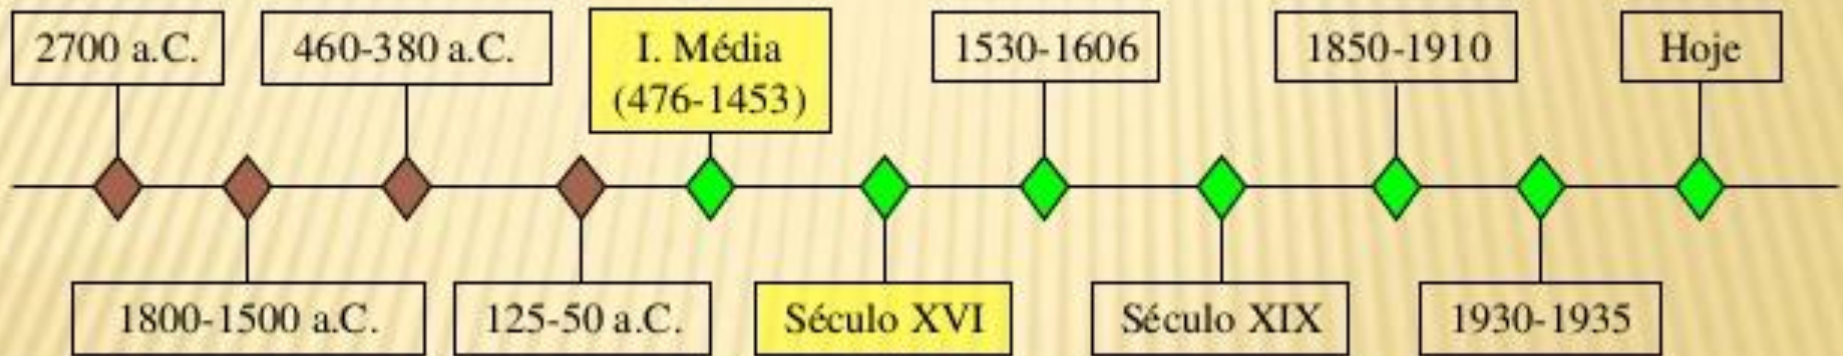 2700 a.C.
460-380 a.C.
I. Média
(476-1453)
1530-1606
1850-1910
Hoje
1800-1500 a.C.
125-50 a.C.
Século XVI
Século XIX
1930-1935